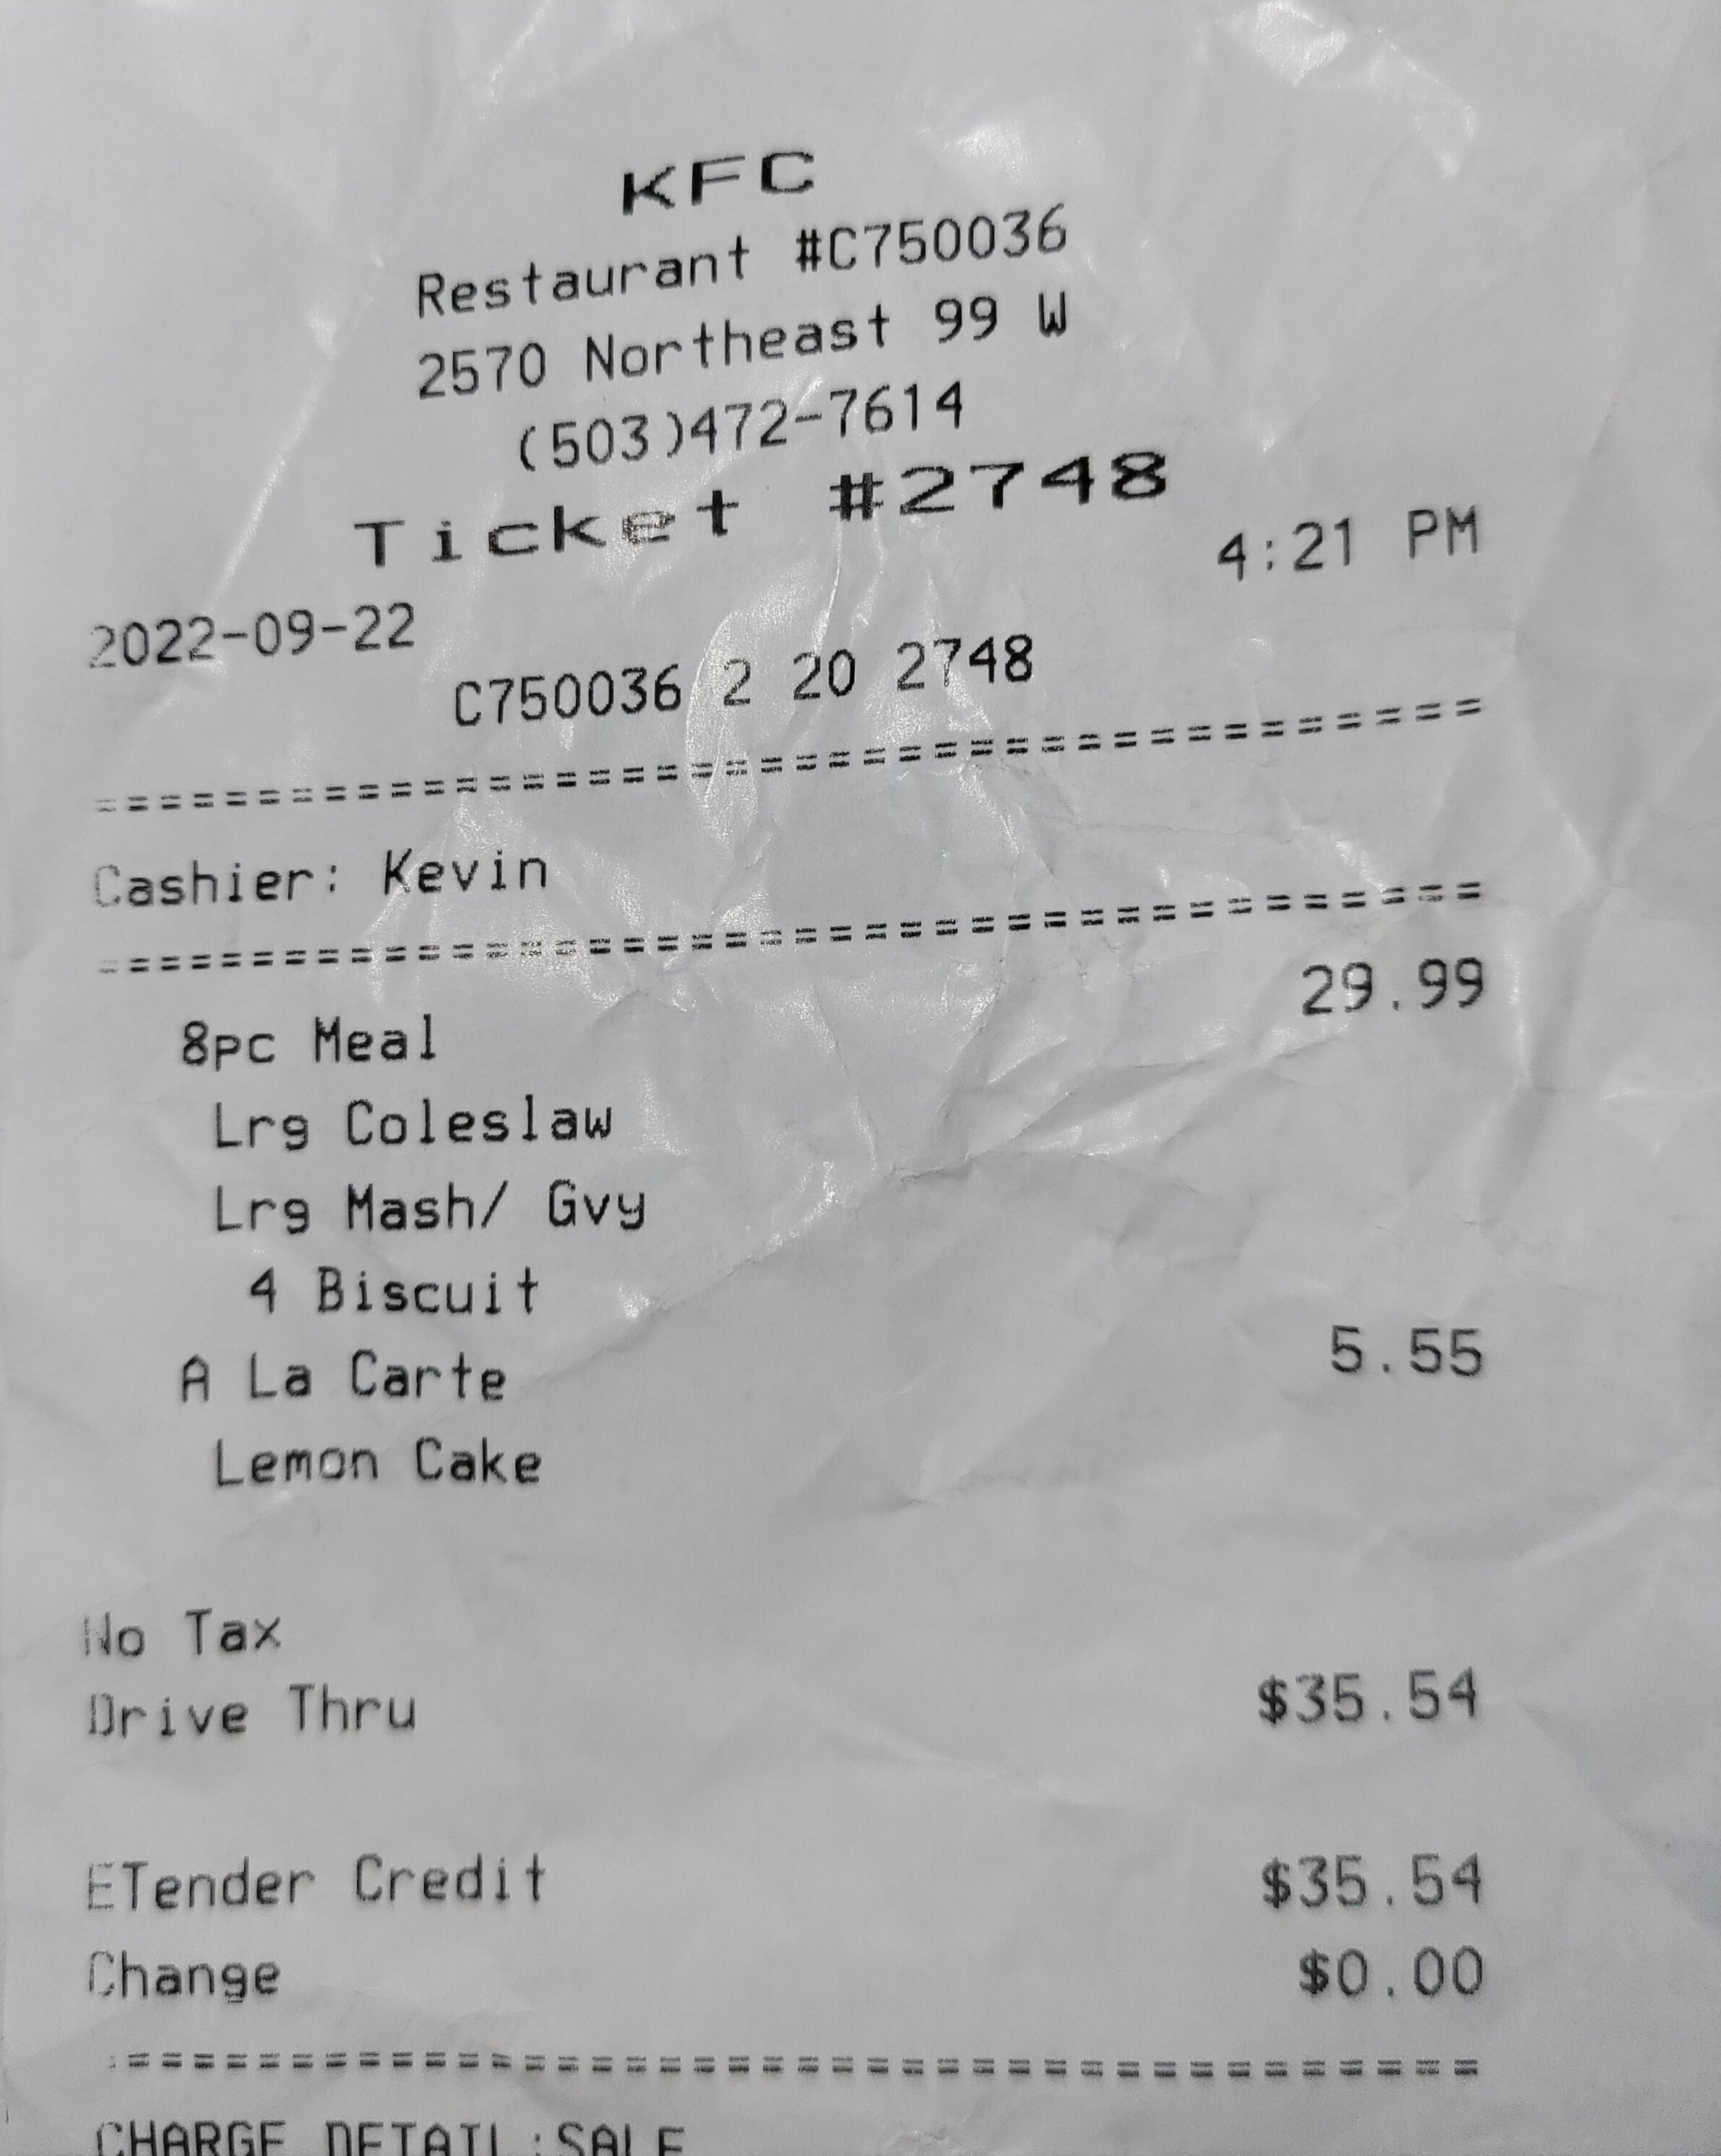 KFC
Restaurant #C750036
2570 Northeast 99 W
(503)472-7614
Ticket #2748
2022-09-22 4:21 PM
C750036 2 20 2748
==========================================
Cashier: Kevin
==========================================
8pc Meal 29.99
Lrg Coleslaw
Lrg Mash/ Gvy
4 Biscuit
A La Carte 5.55
Lemon Cake
No Tax
Drive Thru $35.54
ETender Credit $35.54
Change $0.00
==========================================
CHARGE DETAIL:SALE